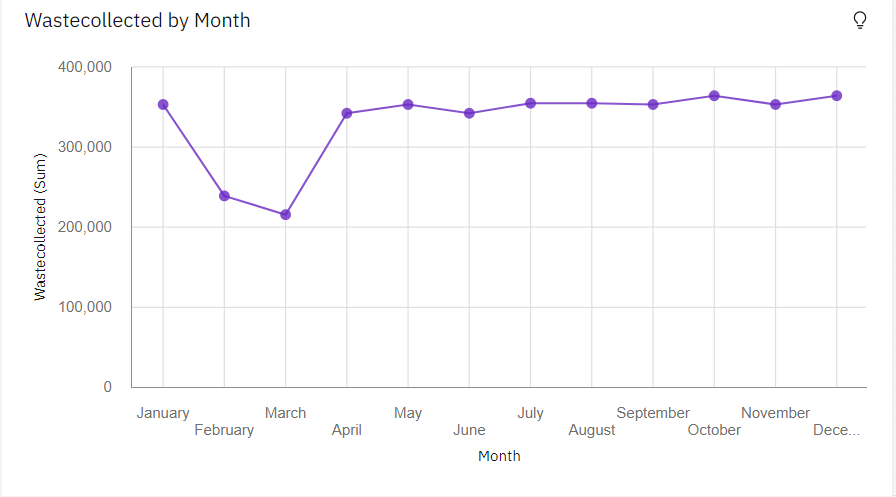 Wastecollected by Month
400,000
300,000
200,000
100,000
0
Wastecollected (Sum)
January
February
March
April
May
June
July
August
September
October
November
Dece...
Month